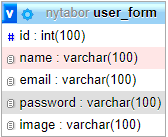 v nytabor user_form
# id : int(100)
name : varchar(100)
email : varchar(100)
password : varchar(100)
image : varchar(100)